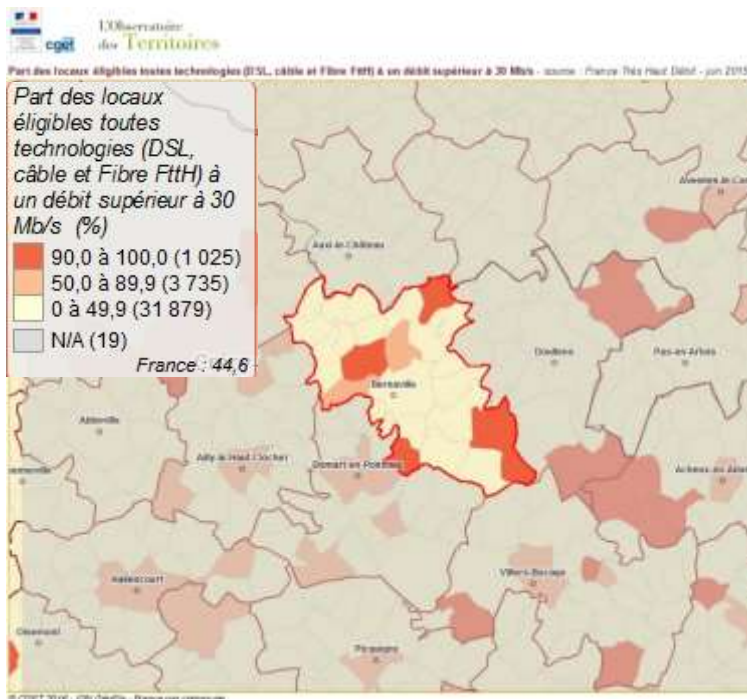 cget
L'Observatoire
des Territoires
Part des locaux éligibles toutes technologies (DSL, câble et Fibre FttH) à un débit supérieur à 30 Mb/s - source : France Très Haut Débit - juin 2015
Part des locaux
éligibles toutes
technologies (DSL,
câble et Fibre FttH) à
un débit supérieur à 30
Mb/s (%)
90,0 à 100,0 (1 025)
50,0 à 89,9 (3 735)
0 à 49,9 (31 879)
N/A (19)
France : 44,6
Auxi-le-Château
Doullens
Pas-en-Artois
Bernaville
Abbeville
Ailly-le-Haut-Clocher
Domart-en-Ponthieu
Hallencourt
Villers-Bocage
Oisemont
Picquigny